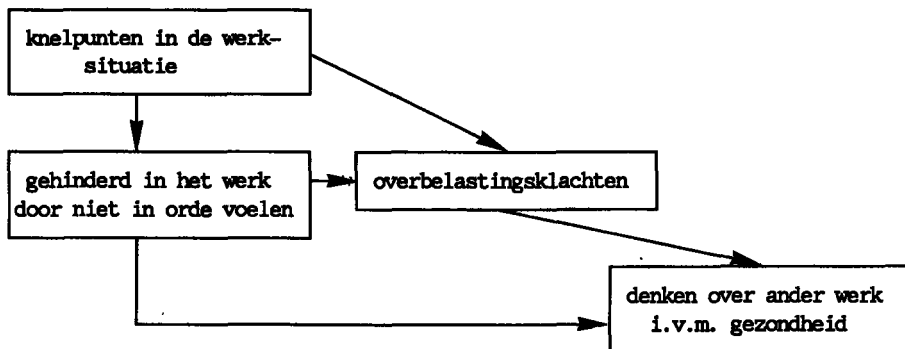 knelpunten in de werk-
situatie
gehinderd in het werk
door niet in orde voelen
overbelastingsklachten
denken over ander werk
i.v.m. gezondheid